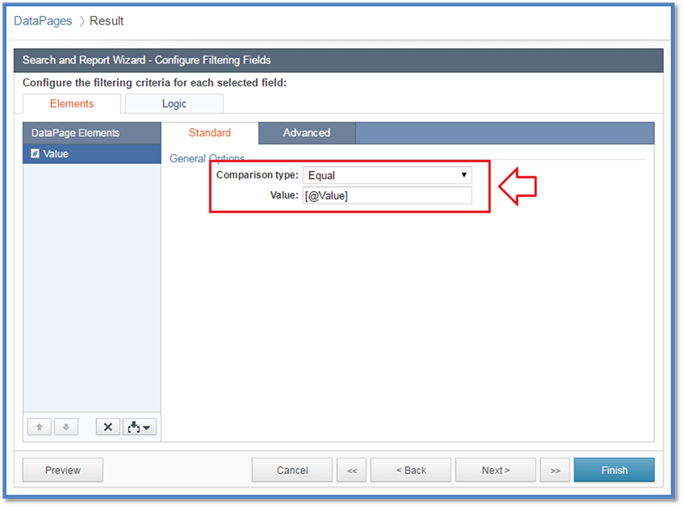 DataPages > Result
Search and Report Wizard - Configure Filtering Fields
Configure the filtering criteria for each selected field:
Elements Logic
DataPage Elements Standard Advanced
Value
General Options
Comparison type: Equal
Value: [@Value]
Preview Cancel << < Back Next > >> Finish